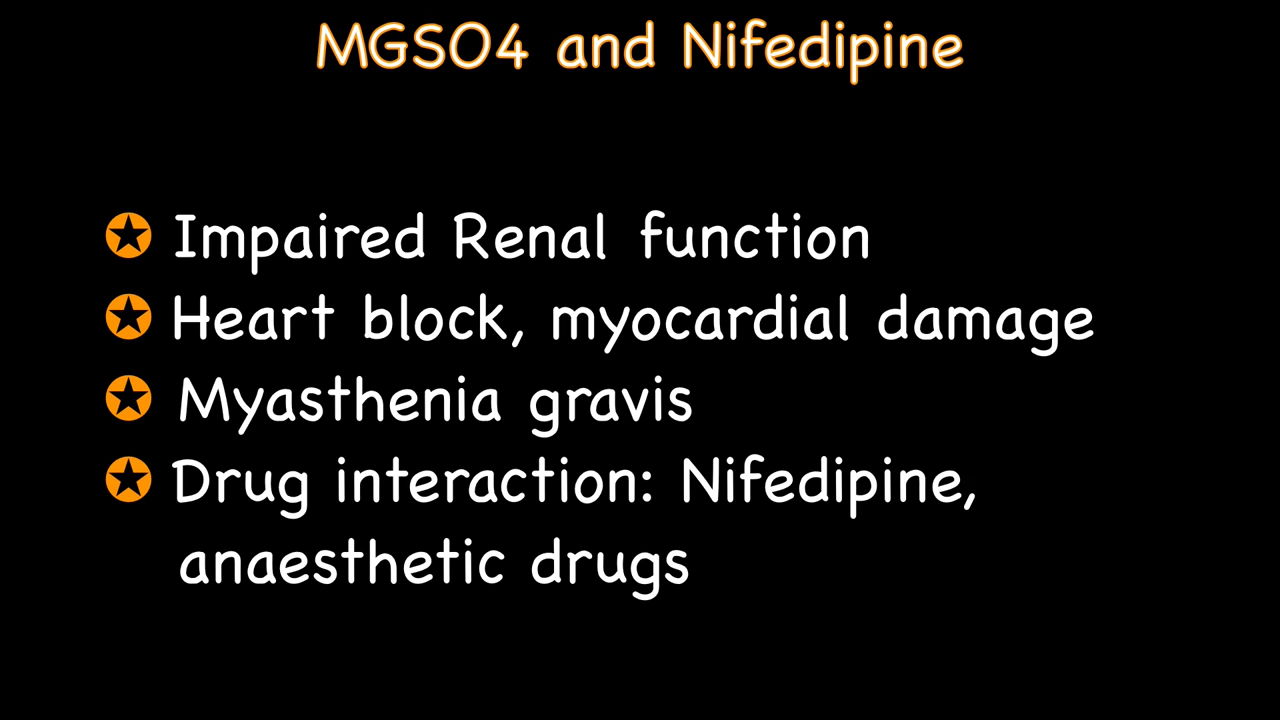 MGSO4 and Nifedipine
✪ Impaired Renal function
✪ Heart block, myocardial damage
✪ Myasthenia gravis
✪ Drug interaction: Nifedipine,
anaesthetic drugs